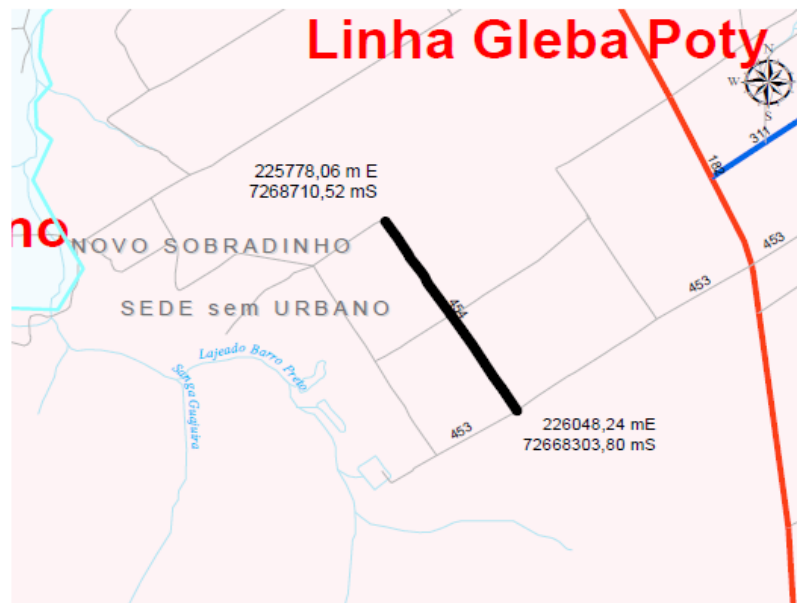 Linha Gleba Poty
N
W
S
311
182
225778,06 m E
7268710,52 mS
no
NOVO SOBRADINHO
453
453
SEDE sem URBANO
454
Lajeado Barro Preto
Sanga Guajuira
226048,24 mE
72668303,80 mS
453